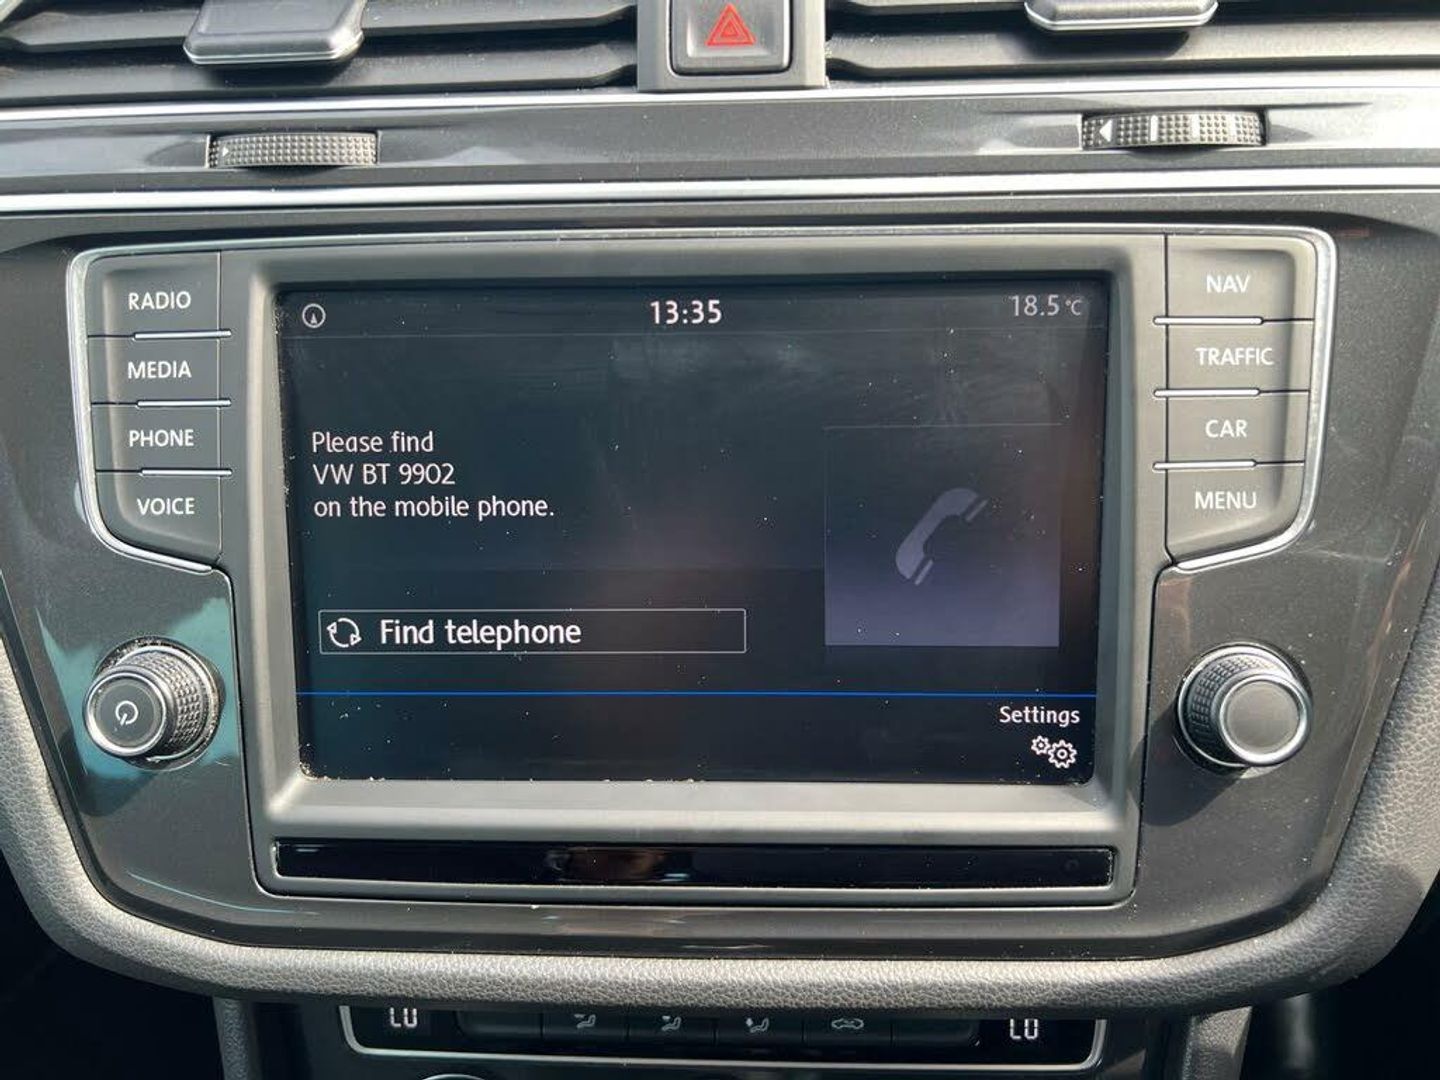 13:35
18.5 °C
RADIO
MEDIA
PHONE
VOICE
Please find
VW BT 9902
on the mobile phone.
Find telephone
Settings
NAV
TRAFFIC
CAR
MENU
LO
LO